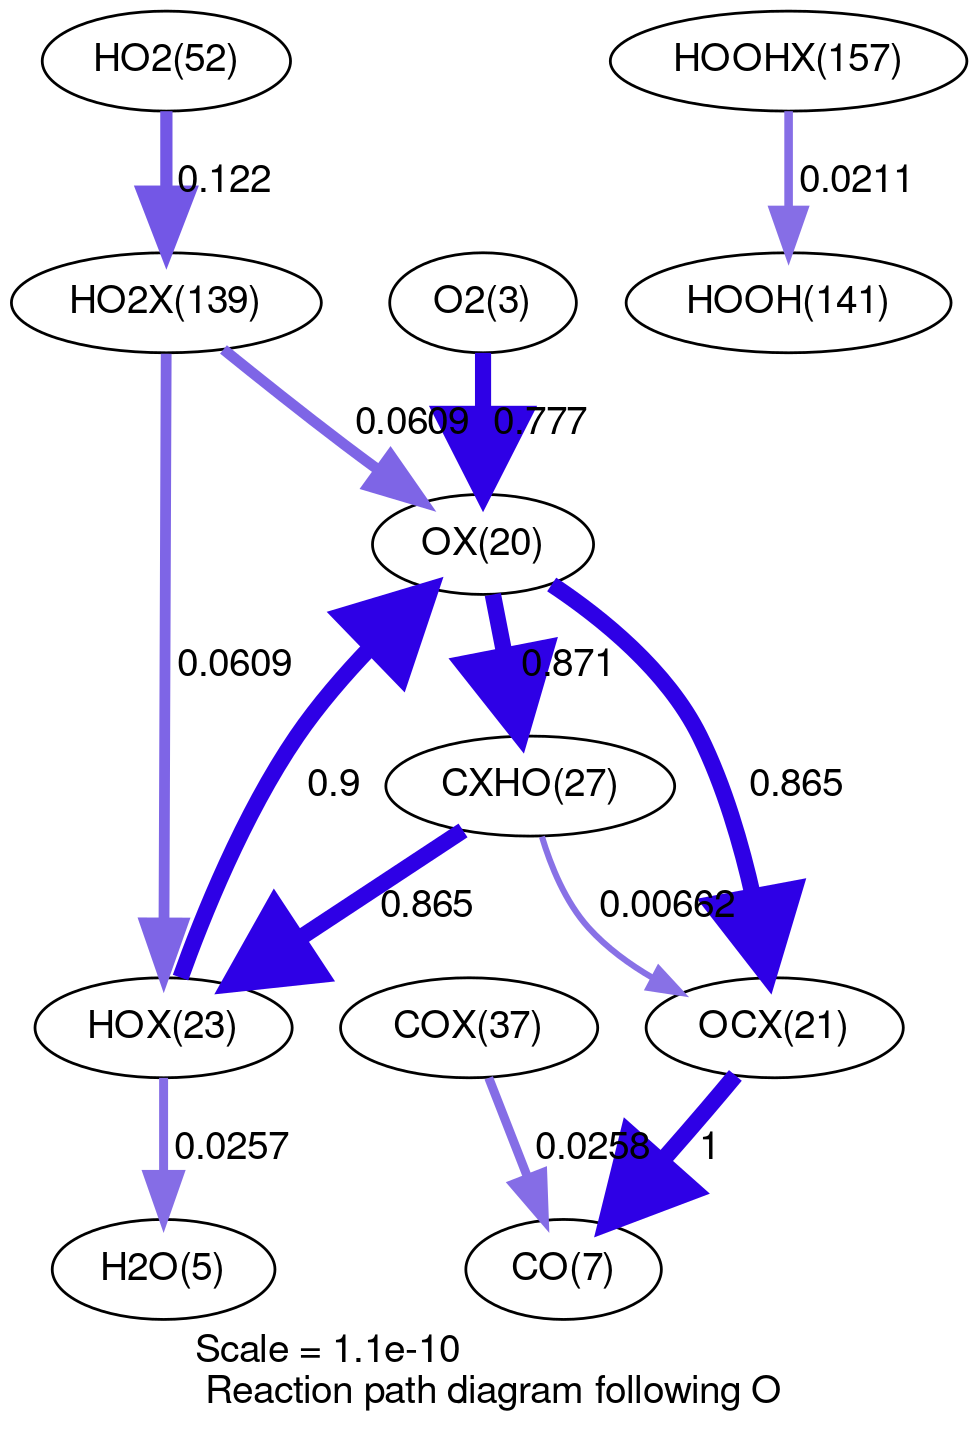 HO2(52)
HOOHX(157)
0.122
0.0211
HO2X(139)
O2(3)
HOOH(141)
0.0609
0.777
OX(20)
0.0609
0.871
0.9
CXHO(27)
0.865
0.865
0.00662
HOX(23)
COX(37)
OCX(21)
0.0257
0.0258
1
H2O(5)
CO(7)
Scale = 1.1e-10
Reaction path diagram following O